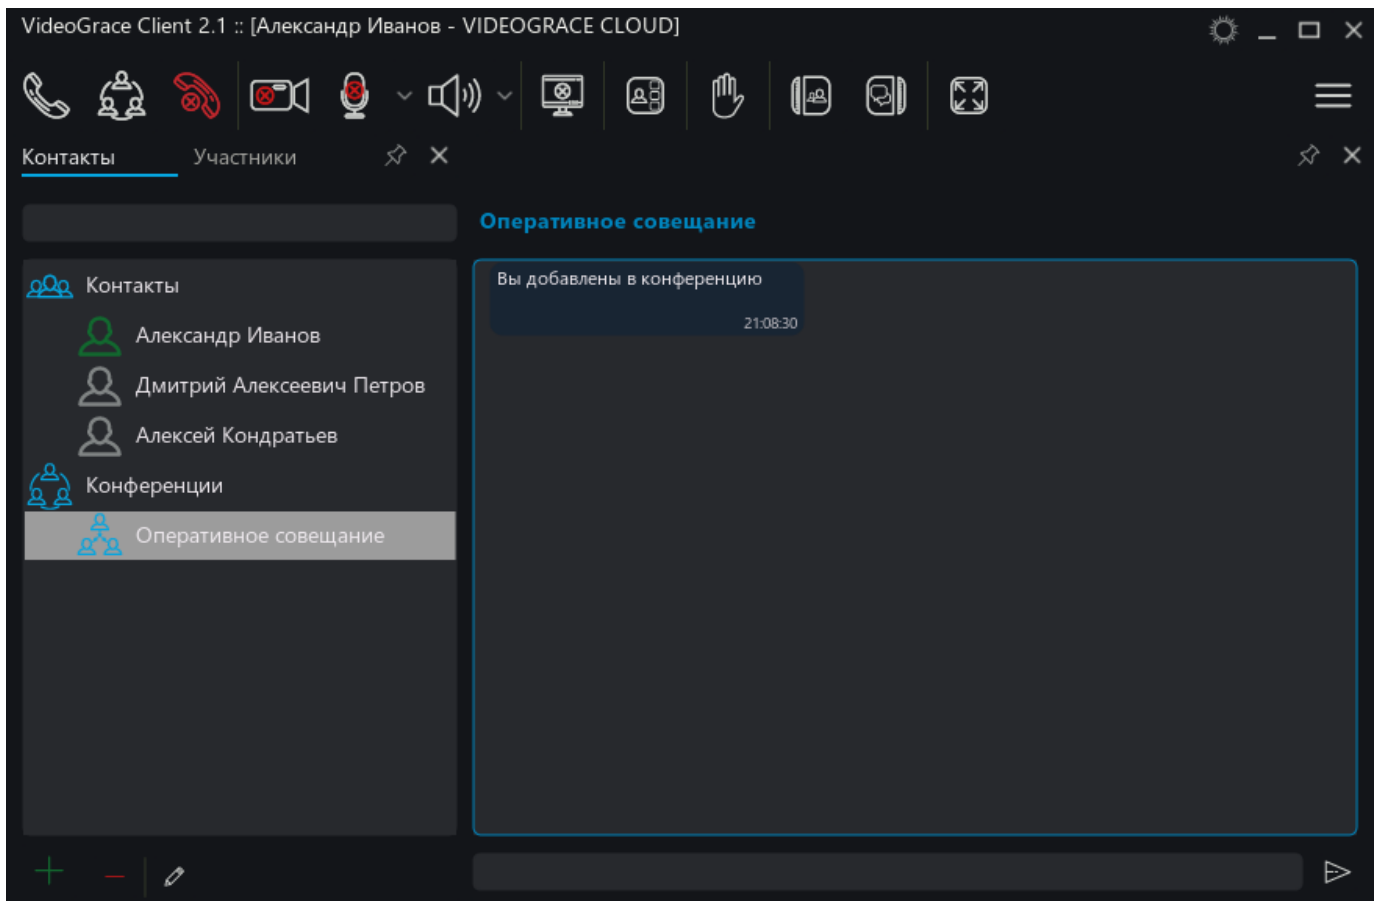 VideoGrace Client 2.1 :: [Александр Иванов - VIDEOGRACE CLOUD]
Контакты Участники
Оперативное совещание
Вы добавлены в конференцию
21:08:30
Контакты
Александр Иванов
Дмитрий Алексеевич Петров
Алексей Кондратьев
Конференции
Оперативное совещание